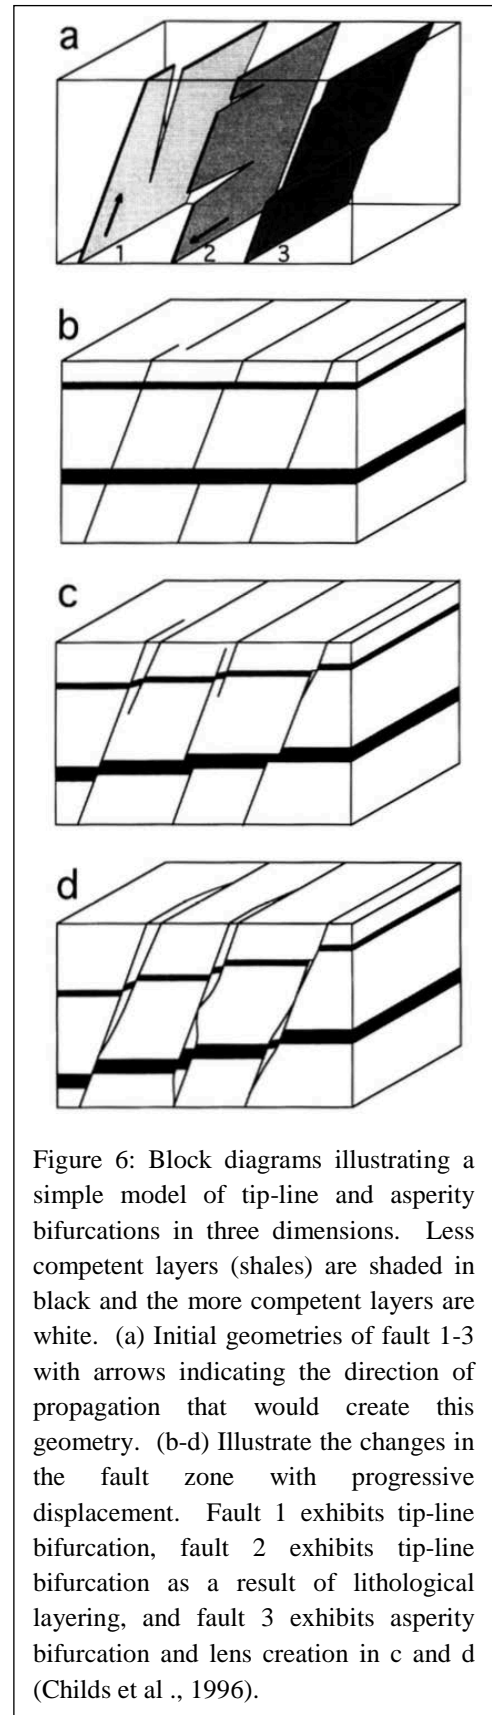 a
1 2 3
b
c
d
Figure 6: Block diagrams illustrating a
simple model of tip-line and asperity
bifurcations in three dimensions. Less
competent layers (shales) are shaded in
black and the more competent layers are
white. (a) Initial geometries of fault 1-3
with arrows indicating the direction of
propagation that would create this
geometry. (b-d) Illustrate the changes in
the fault zone with progressive
displacement. Fault 1 exhibits tip-line
bifurcation, fault 2 exhibits tip-line
bifurcation as a result of lithological
layering, and fault 3 exhibits asperity
bifurcation and lens creation in c and d
(Childs et al ., 1996).